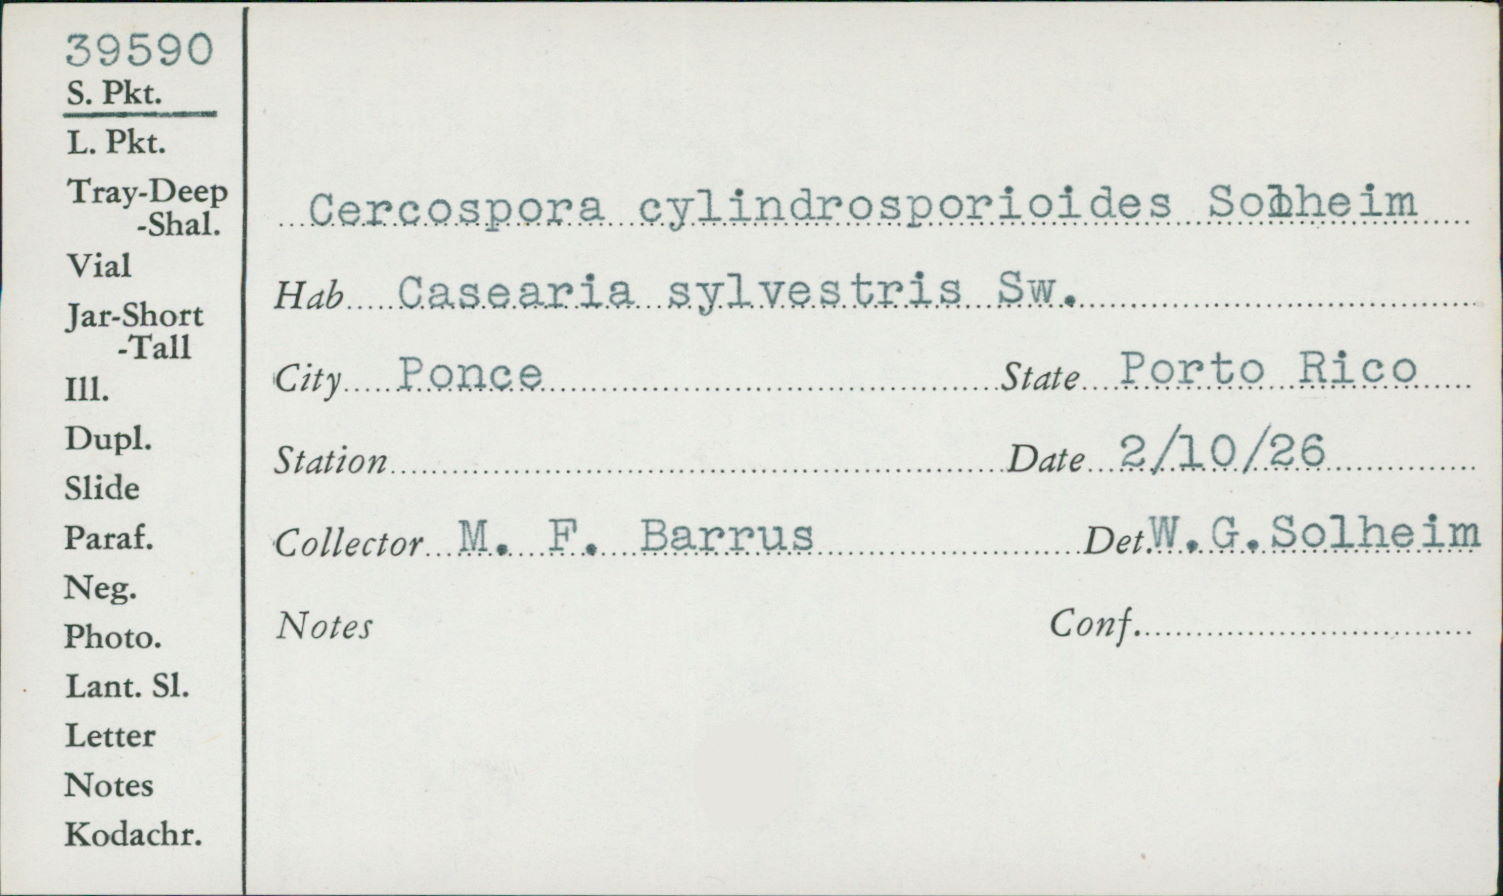 39590
S. Pkt.
L. Pkt.
Tray-Deep
-Shal.
Vial
Jar-Short
-Tall
Ill.
Dupl.
Slide
Paraf.
Neg.
Photo.
Lant. Sl.
Letter
Notes
Kodachr.
Cercospora cylindrosporioides Solheim
Hab Casearia sylvestris Sw.
City Ponce State Porto Rico
Station Date 2/10/26
Collector M. F. Barrus Det. W.G.Solheim
Notes Conf.